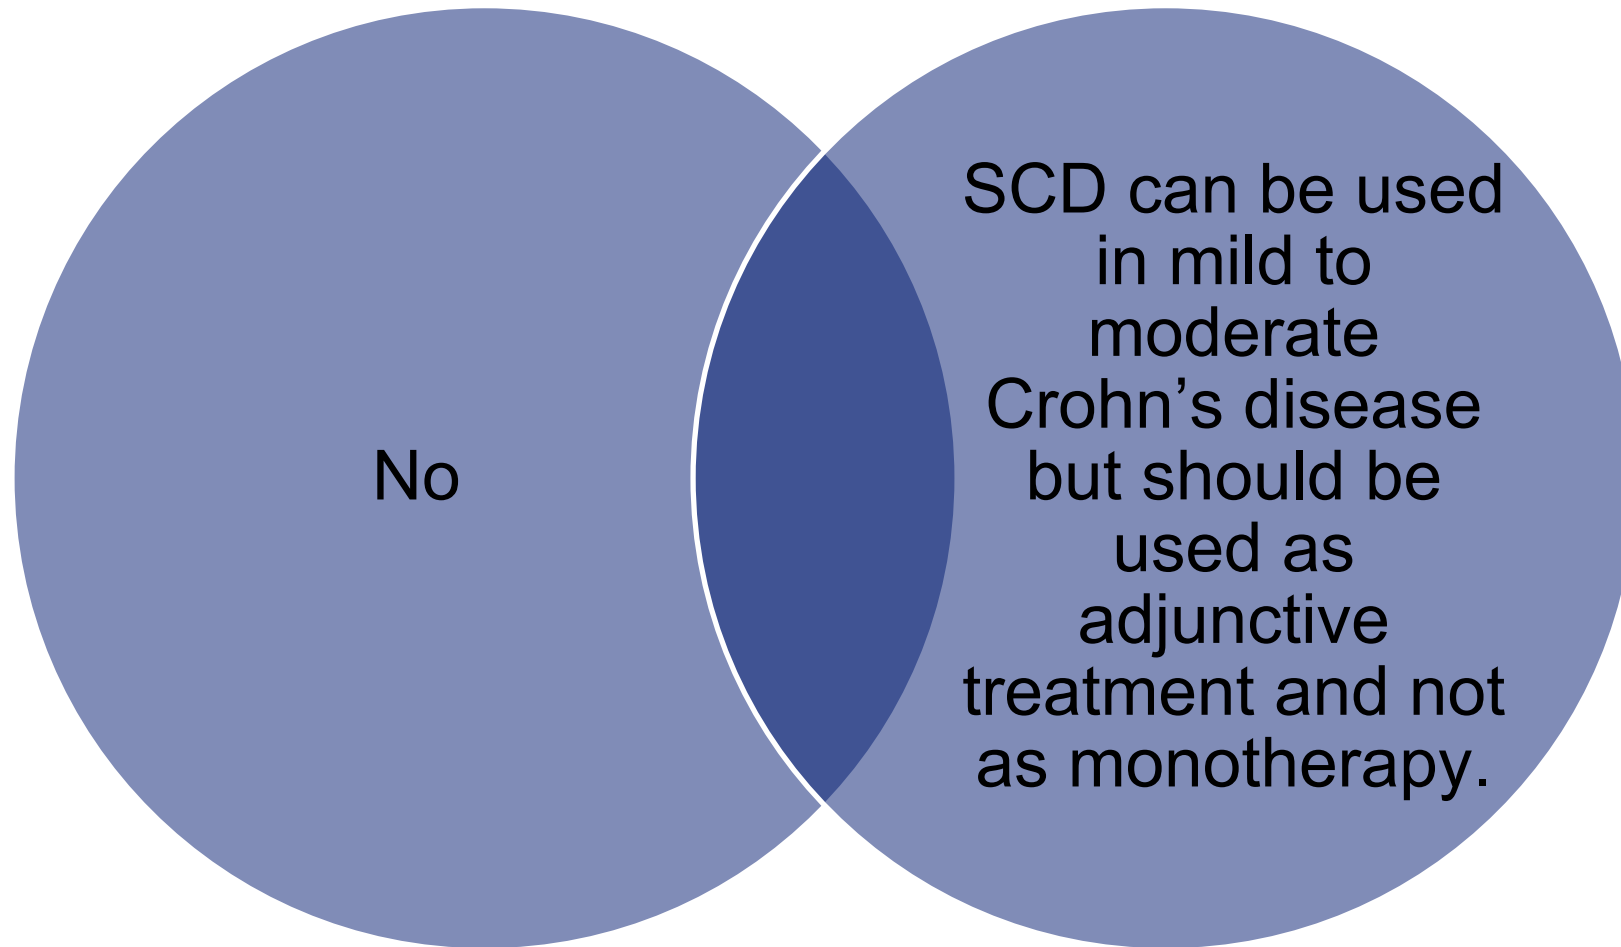 No
SCD can be used
in mild to
moderate
Crohn’s disease
but should be
used as
adjunctive
treatment and not
as monotherapy.